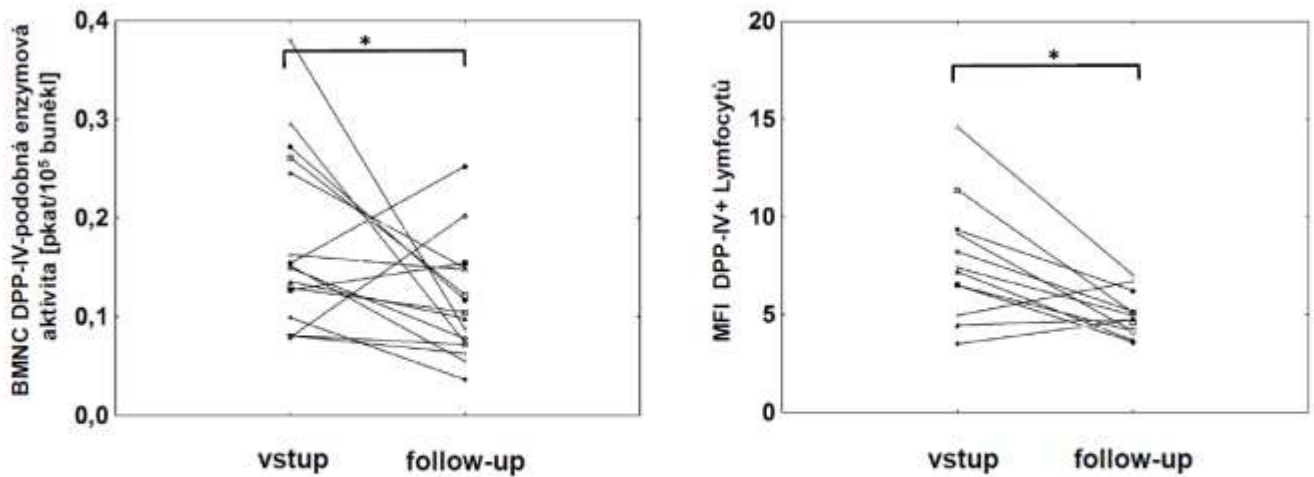 BMNC DPP-IV-podobná enzymová
aktivita [pkat/10⁵ buněkl]
0,4
0,3
0,2
0,1
0,0
*
vstup
follow-up
MFI DPP-IV+ Lymfocytů
20
15
10
5
0
*
vstup
follow-up